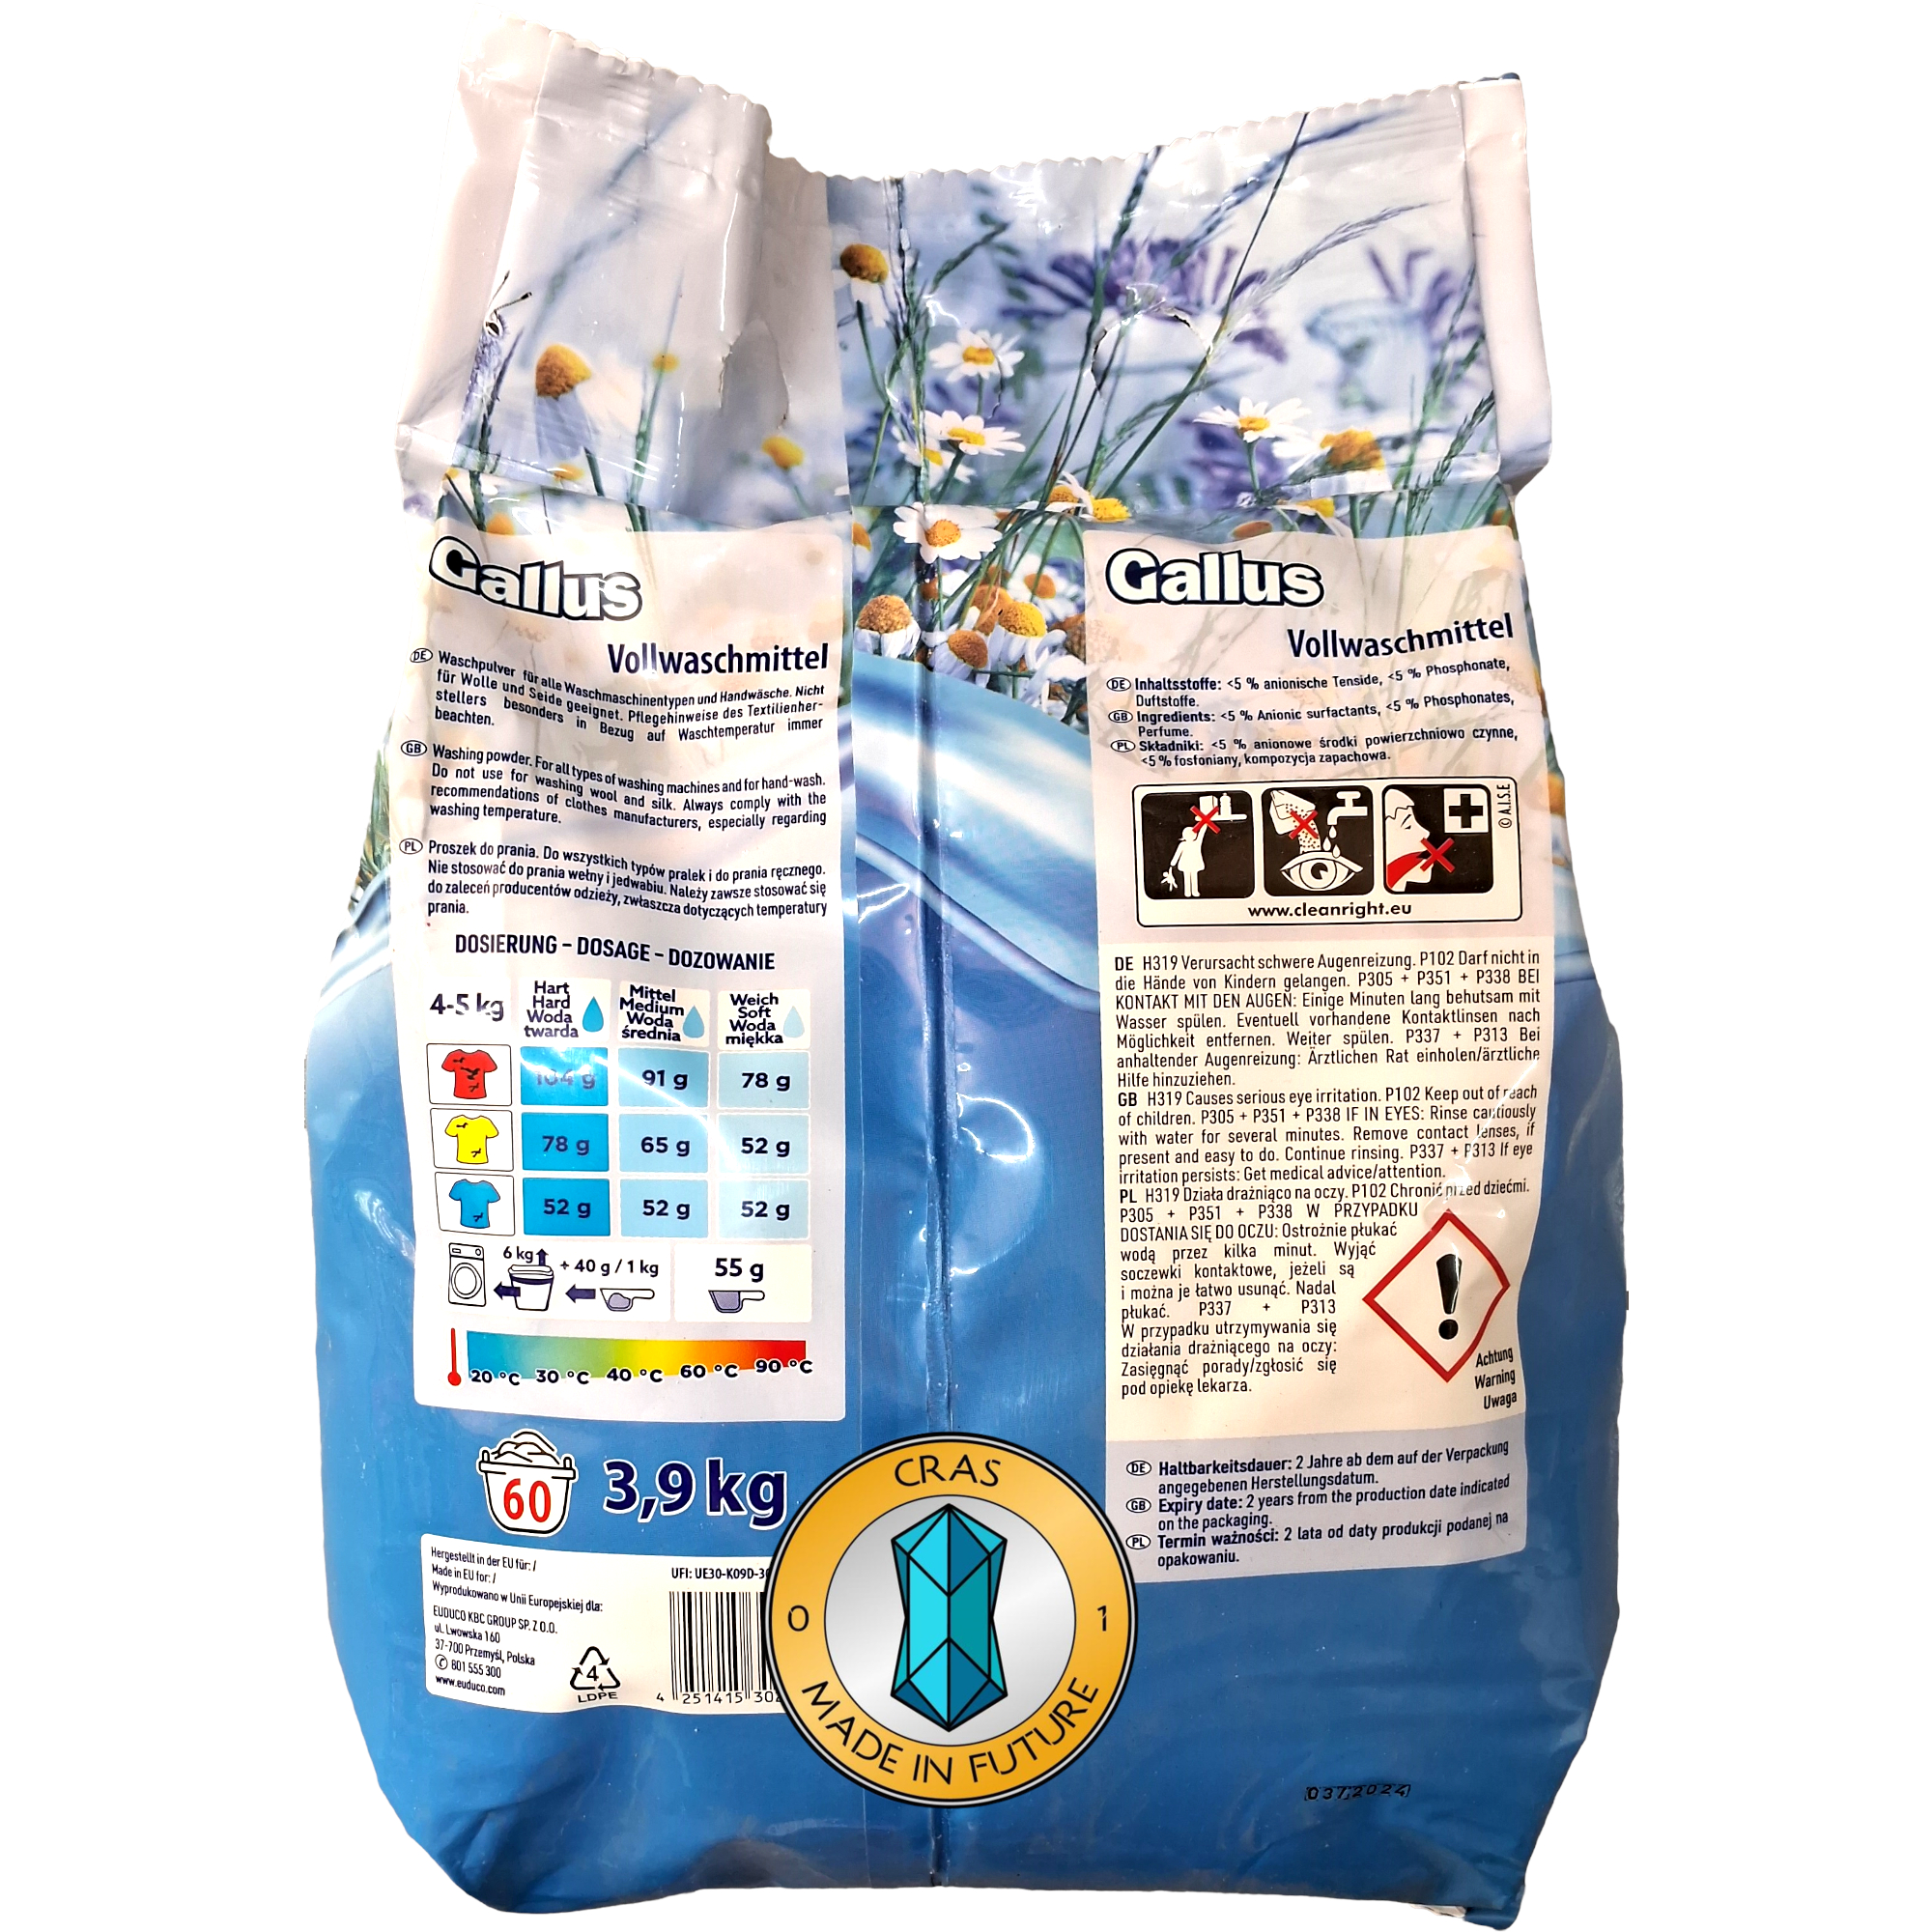 Gallus
Vollwaschmittel
DE Waschpulver für alle Waschmaschinentypen und Handwäsche. Nicht
für Wolle und Seide geeignet. Pflegehinweise des Textilienher-
stellers besonders in Bezug auf Waschtemperatur immer
beachten.
GB Washing powder. For all types of washing machines and for hand-wash.
Do not use for washing wool and silk. Always comply with the
recommendations of clothes manufacturers, especially regarding
washing temperature.
PL Proszek do prania. Do wszystkich typów pralek i do prania ręcznego.
Nie stosować do prania wełny i jedwabiu. Należy zawsze stosować się
do zaleceń producentów odzieży, zwłaszcza dotyczących temperatury
prania.
DOSIERUNG – DOSAGE – DOZOWANIE
4-5 kg
Hart
Hard
Woda
twarda
Mittel
Medium
Woda
średnia
Weich
Soft
Woda
miękka
104 g 91 g 78 g
78 g 65 g 52 g
52 g 52 g 52 g
6 kg + 40 g / 1 kg 55 g
20 °C 30 °C 40 °C 60 °C 90 °C
60 3,9 kg
Hergestellt in der EU für: /
Made in EU for: /
Wyprodukowano w Unii Europejskiej dla:
EUDUCO KBC GROUP SP. Z O.O.
ul. Lwowska 160
37-700 Przemyśl, Polska
801 555 300
www.euduco.com
4
LDPE
UFI: UE30-K09D-30
4 251415 302
Gallus
Vollwaschmittel
DE Inhaltsstoffe: <5 % anionische Tenside, <5 % Phosphonate,
Duftstoffe.
GB Ingredients: <5 % Anionic surfactants, <5 % Phosphonates,
Perfume.
PL Składniki: <5 % anionowe środki powierzchniowo czynne,
<5 % fosfoniany, kompozycja zapachowa.
© A.I.S.E
www.cleanright.eu
DE H319 Verursacht schwere Augenreizung. P102 Darf nicht in
die Hände von Kindern gelangen. P305 + P351 + P338 BEI
KONTAKT MIT DEN AUGEN: Einige Minuten lang behutsam mit
Wasser spülen. Eventuell vorhandene Kontaktlinsen nach
Möglichkeit entfernen. Weiter spülen. P337 + P313 Bei
anhaltender Augenreizung: Ärztlichen Rat einholen/ärztliche
Hilfe hinzuziehen.
GB H319 Causes serious eye irritation. P102 Keep out of reach
of children. P305 + P351 + P338 IF IN EYES: Rinse cautiously
with water for several minutes. Remove contact lenses, if
present and easy to do. Continue rinsing. P337 + P313 If eye
irritation persists: Get medical advice/attention.
PL H319 Działa drażniąco na oczy. P102 Chronić przed dziećmi.
P305 + P351 + P338 W PRZYPADKU
DOSTANIA SIĘ DO OCZU: Ostrożnie płukać
wodą przez kilka minut. Wyjąć
soczewki kontaktowe, jeżeli są
i można je łatwo usunąć. Nadal
płukać. P337 + P313
W przypadku utrzymywania się
działania drażniącego na oczy:
Zasięgnąć porady/zgłosić się
pod opiekę lekarza.
Achtung
Warning
Uwaga
DE Haltbarkeitsdauer: 2 Jahre ab dem auf der Verpackung
angegebenen Herstellungsdatum.
GB Expiry date: 2 years from the production date indicated
on the packaging.
PL Termin ważności: 2 lata od daty produkcji podanej na
opakowaniu.
CRAS
0 1
MADE IN FUTURE
037,2024